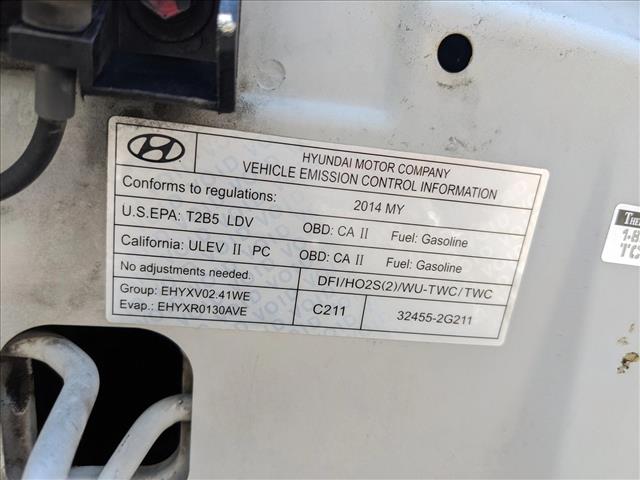 HYUNDAI MOTOR COMPANY
VEHICLE EMISSION CONTROL INFORMATION
Conforms to regulations: 2014 MY
U.S.EPA: T2B5 LDV OBD: CA II Fuel: Gasoline
California: ULEV II PC OBD: CA II Fuel: Gasoline
No adjustments needed. DFI/HO2S(2)/WU-TWC/TWC
Group: EHYXV02.41WE
Evap.: EHYXR0130AVE C211 32455-2G211